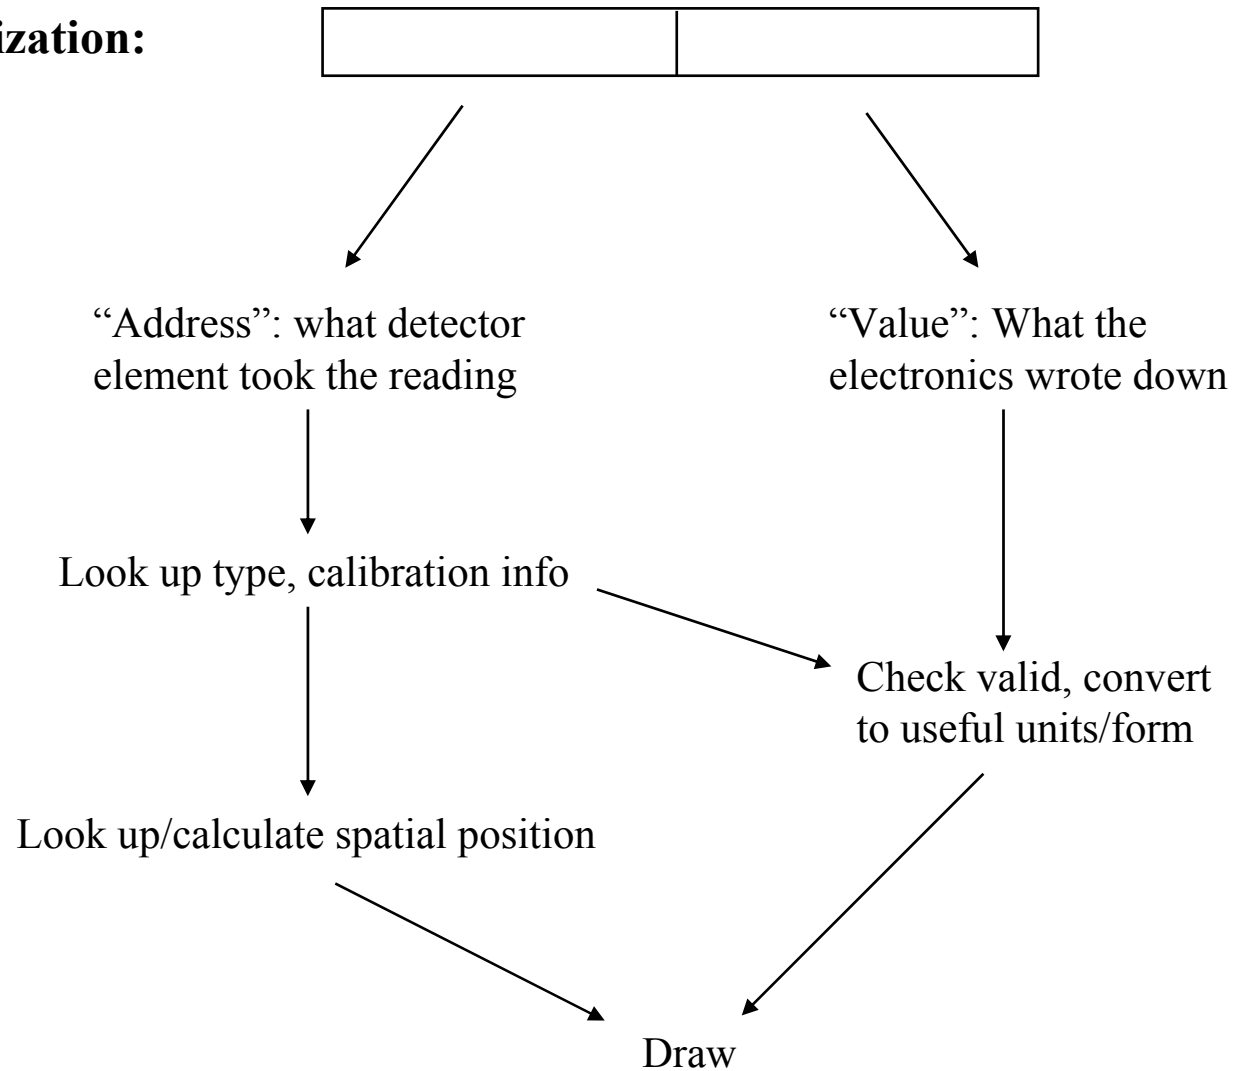 ization:
“Address”: what detector
element took the reading
“Value”: What the
electronics wrote down
Look up type, calibration info
Check valid, convert
to useful units/form
Look up/calculate spatial position
Draw